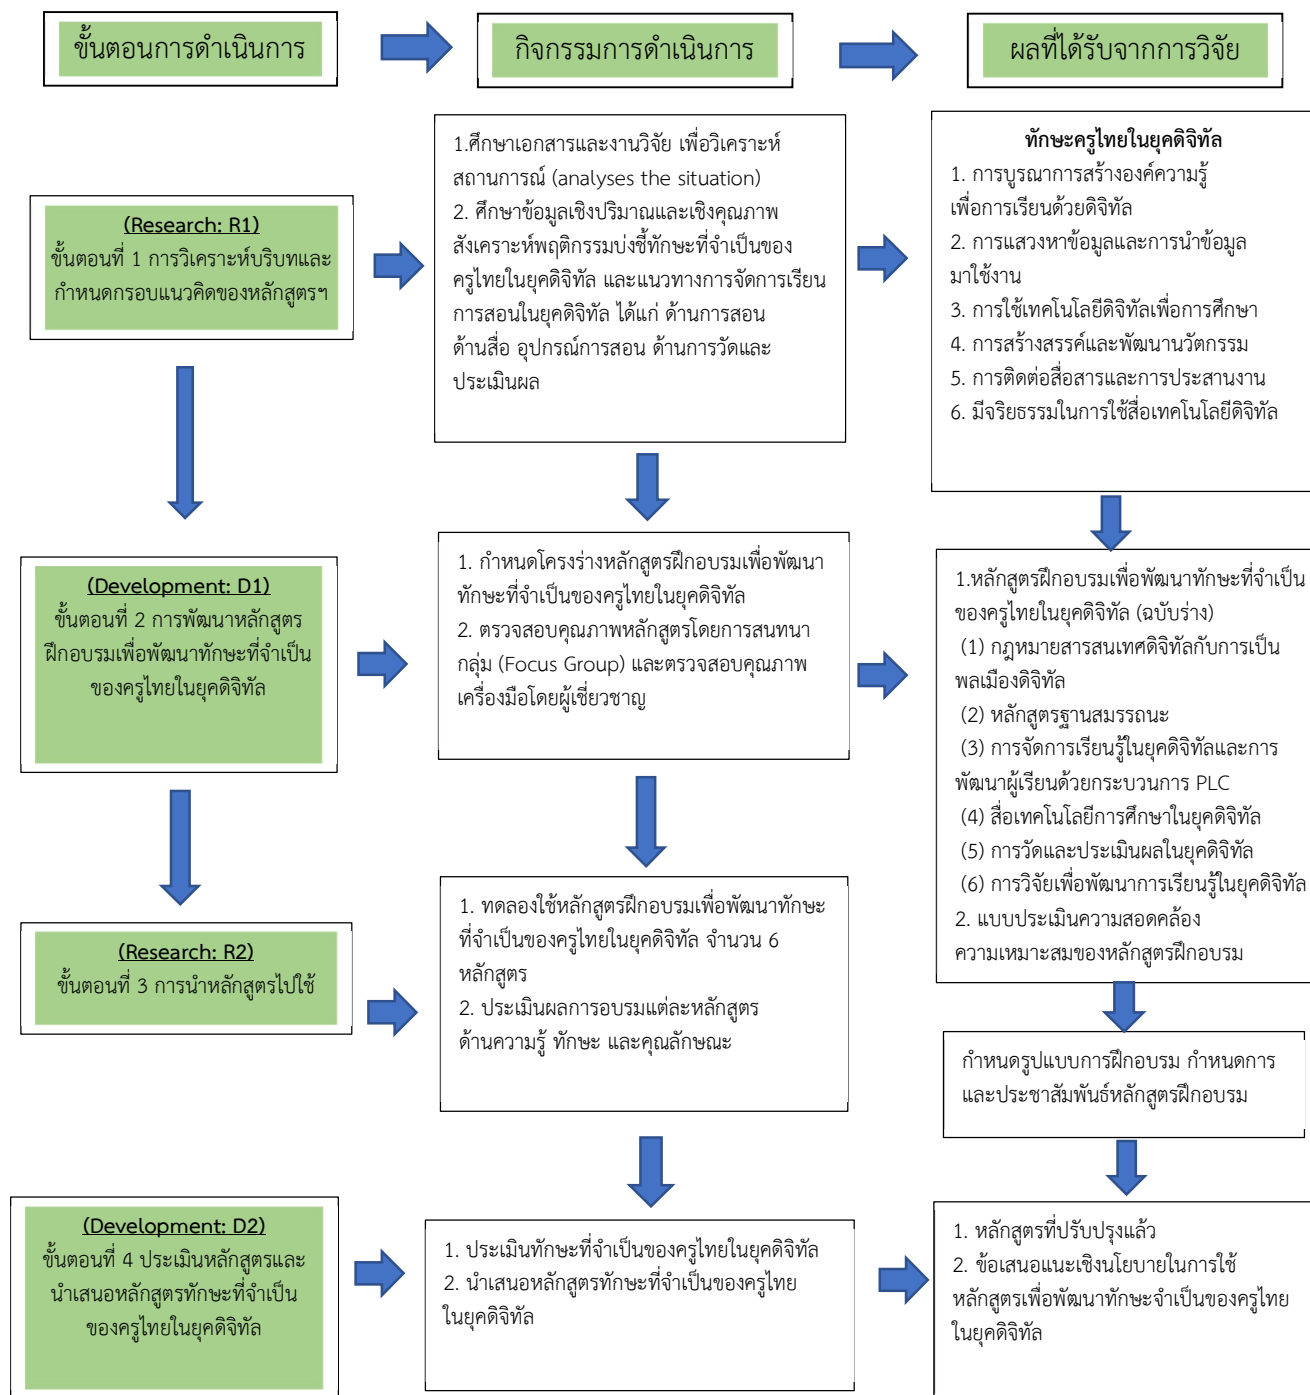 ขั้นตอนการดำเนินการ
กิจกรรมการดำเนินการ
ผลที่ได้รับจากการวิจัย
(Research: R1)
ขั้นตอนที่ 1 การวิเคราะห์บริบทและ
กำหนดกรอบแนวคิดของหลักสูตรฯ
1.ศึกษาเอกสารและงานวิจัย เพื่อวิเคราะห์
สถานการณ์ (analyses the situation)
2. ศึกษาข้อมูลเชิงปริมาณและเชิงคุณภาพ
สังเคราะห์พฤติกรรมบ่งชี้ทักษะที่จำเป็นของ
ครูไทยในยุคดิจิทัล และแนวทางการจัดการเรียน
การสอนในยุคดิจิทัล ได้แก่ ด้านการสอน
ด้านสื่อ อุปกรณ์การสอน ด้านการวัดและ
ประเมินผล
ทักษะครูไทยในยุคดิจิทัล
1. การบูรณาการสร้างองค์ความรู้
เพื่อการเรียนด้วยดิจิทัล
2. การแสวงหาข้อมูลและการนำข้อมูล
มาใช้งาน
3. การใช้เทคโนโลยีดิจิทัลเพื่อการศึกษา
4. การสร้างสรรค์และพัฒนานวัตกรรม
5. การติดต่อสื่อสารและการประสานงาน
6. มีจริยธรรมในการใช้สื่อเทคโนโลยีดิจิทัล
(Development: D1)
ขั้นตอนที่ 2 การพัฒนาหลักสูตร
ฝึกอบรมเพื่อพัฒนาทักษะที่จำเป็น
ของครูไทยในยุคดิจิทัล
1. กำหนดโครงร่างหลักสูตรฝึกอบรมเพื่อพัฒนา
ทักษะที่จำเป็นของครูไทยในยุคดิจิทัล
2. ตรวจสอบคุณภาพหลักสูตรโดยการสนทนา
กลุ่ม (Focus Group) และตรวจสอบคุณภาพ
เครื่องมือโดยผู้เชี่ยวชาญ
1.หลักสูตรฝึกอบรมเพื่อพัฒนาทักษะที่จำเป็น
ของครูไทยในยุคดิจิทัล (ฉบับร่าง)
(1) กฎหมายสารสนเทศดิจิทัลกับการเป็น
พลเมืองดิจิทัล
(2) หลักสูตรฐานสมรรถนะ
(3) การจัดการเรียนรู้ในยุคดิจิทัลและการ
พัฒนาผู้เรียนด้วยกระบวนการ PLC
(4) สื่อเทคโนโลยีการศึกษาในยุคดิจิทัล
(5) การวัดและประเมินผลในยุคดิจิทัล
(6) การวิจัยเพื่อพัฒนาการเรียนรู้ในยุคดิจิทัล
2. แบบประเมินความสอดคล้อง
ความเหมาะสมของหลักสูตรฝึกอบรม
(Research: R2)
ขั้นตอนที่ 3 การนำหลักสูตรไปใช้
1. ทดลองใช้หลักสูตรฝึกอบรมเพื่อพัฒนาทักษะ
ที่จำเป็นของครูไทยในยุคดิจิทัล จำนวน 6
หลักสูตร
2. ประเมินผลการอบรมแต่ละหลักสูตร
ด้านความรู้ ทักษะ และคุณลักษณะ
กำหนดรูปแบบการฝึกอบรม กำหนดการ
และประชาสัมพันธ์หลักสูตรฝึกอบรม
(Development: D2)
ขั้นตอนที่ 4 ประเมินหลักสูตรและ
นำเสนอหลักสูตรทักษะที่จำเป็น
ของครูไทยในยุคดิจิทัล
1. ประเมินทักษะที่จำเป็นของครูไทยในยุคดิจิทัล
2. นำเสนอหลักสูตรทักษะที่จำเป็นของครูไทย
ในยุคดิจิทัล
1. หลักสูตรที่ปรับปรุงแล้ว
2. ข้อเสนอแนะเชิงนโยบายในการใช้
หลักสูตรเพื่อพัฒนาทักษะจำเป็นของครูไทย
ในยุคดิจิทัล